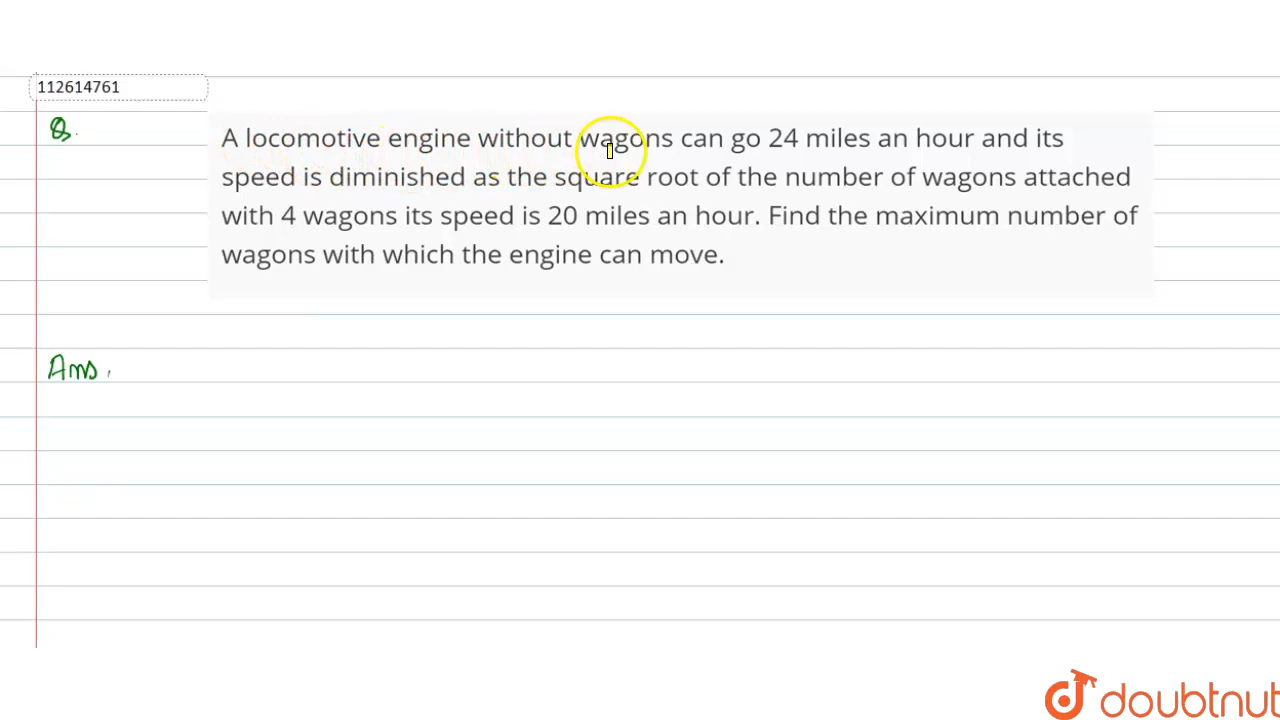 112614761
Q.
A locomotive engine without wagons can go 24 miles an hour and its
speed is diminished as the square root of the number of wagons attached
with 4 wagons its speed is 20 miles an hour. Find the maximum number of
wagons with which the engine can move.
Ans.
doubtnut